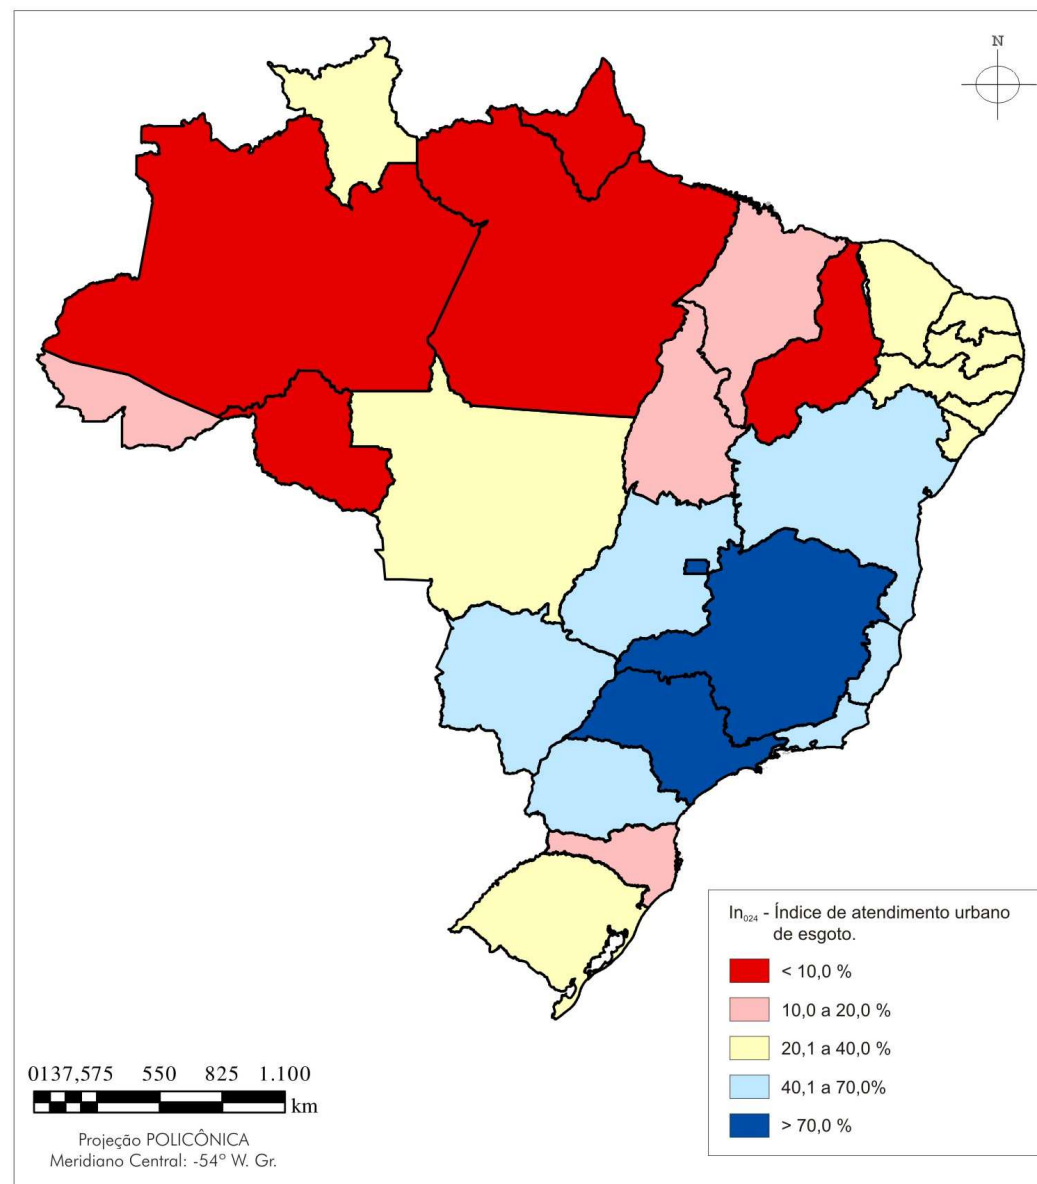 N
In024 - Índice de atendimento urbano
de esgoto.
< 10,0 %
10,0 a 20,0 %
20,1 a 40,0 %
40,1 a 70,0%
> 70,0 %
0137,575 550 825 1.100
km
Projeção POLICÔNICA
Meridiano Central: -54º W. Gr.